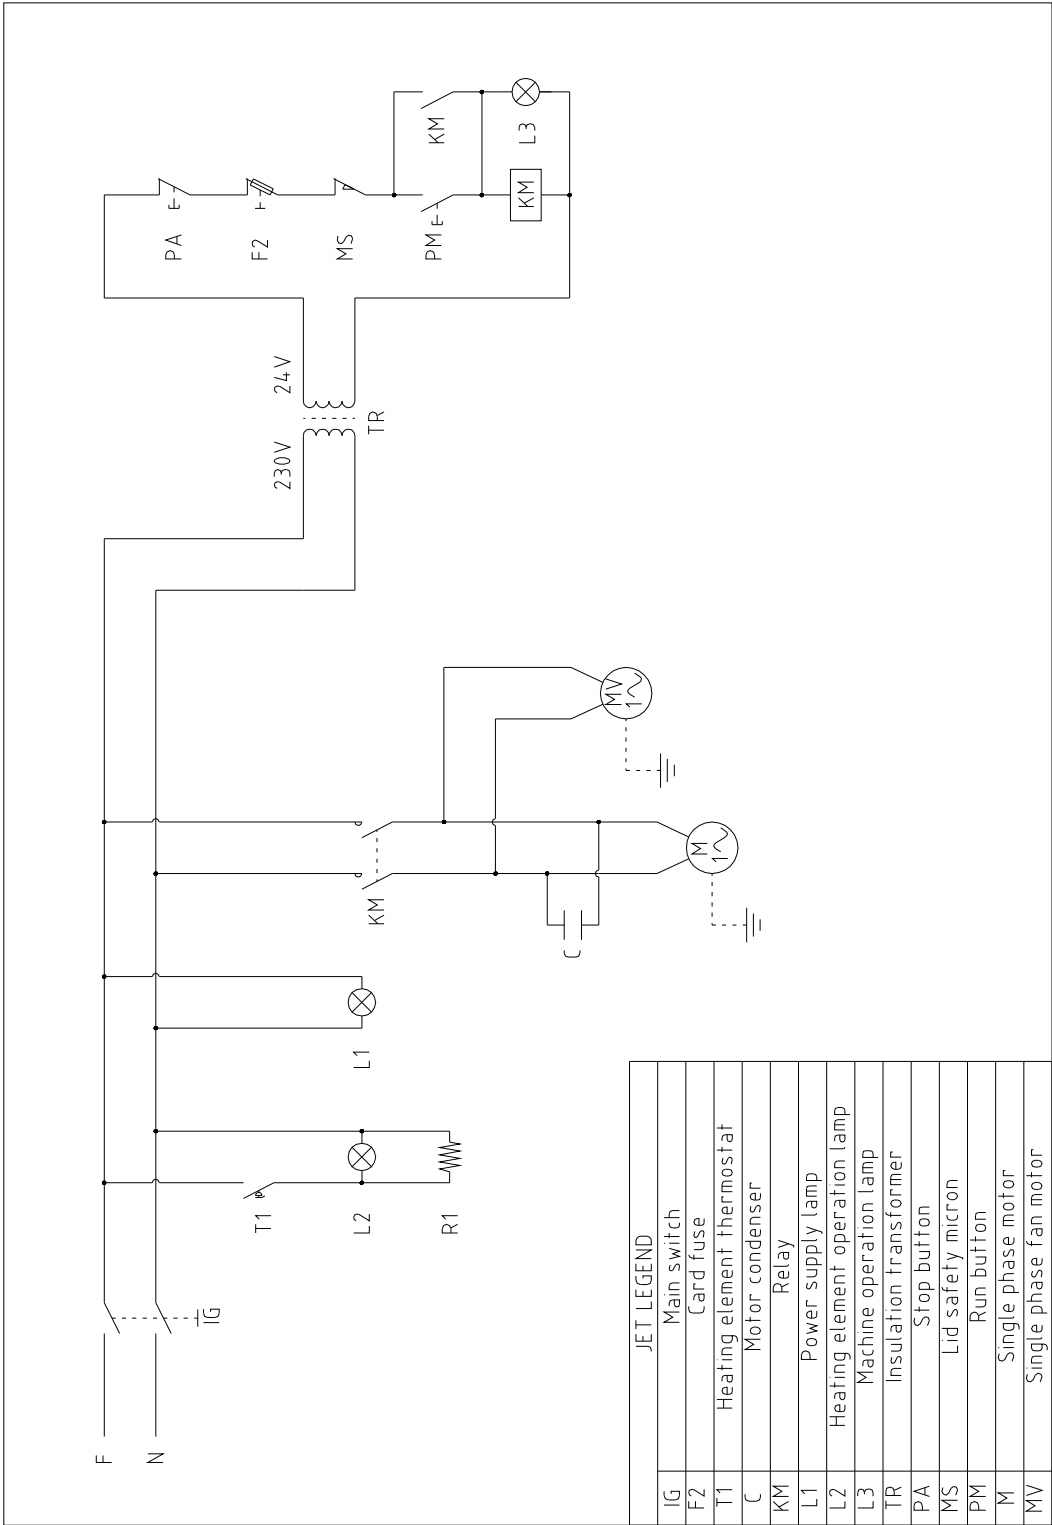 F
N
IG
T1
L2
R1
L1
KM
C
M
1
MV
1
230V
24V
TR
PA
F2
MS
PM
KM
KM
L3
JET LEGEND
IG Main switch
F2 Card fuse
T1 Heating element thermostat
C Motor condenser
KM Relay
L1 Power supply lamp
L2 Heating element operation lamp
L3 Machine operation lamp
TR Insulation transformer
PA Stop button
MS Lid safety micron
PM Run button
M Single phase motor
MV Single phase fan motor